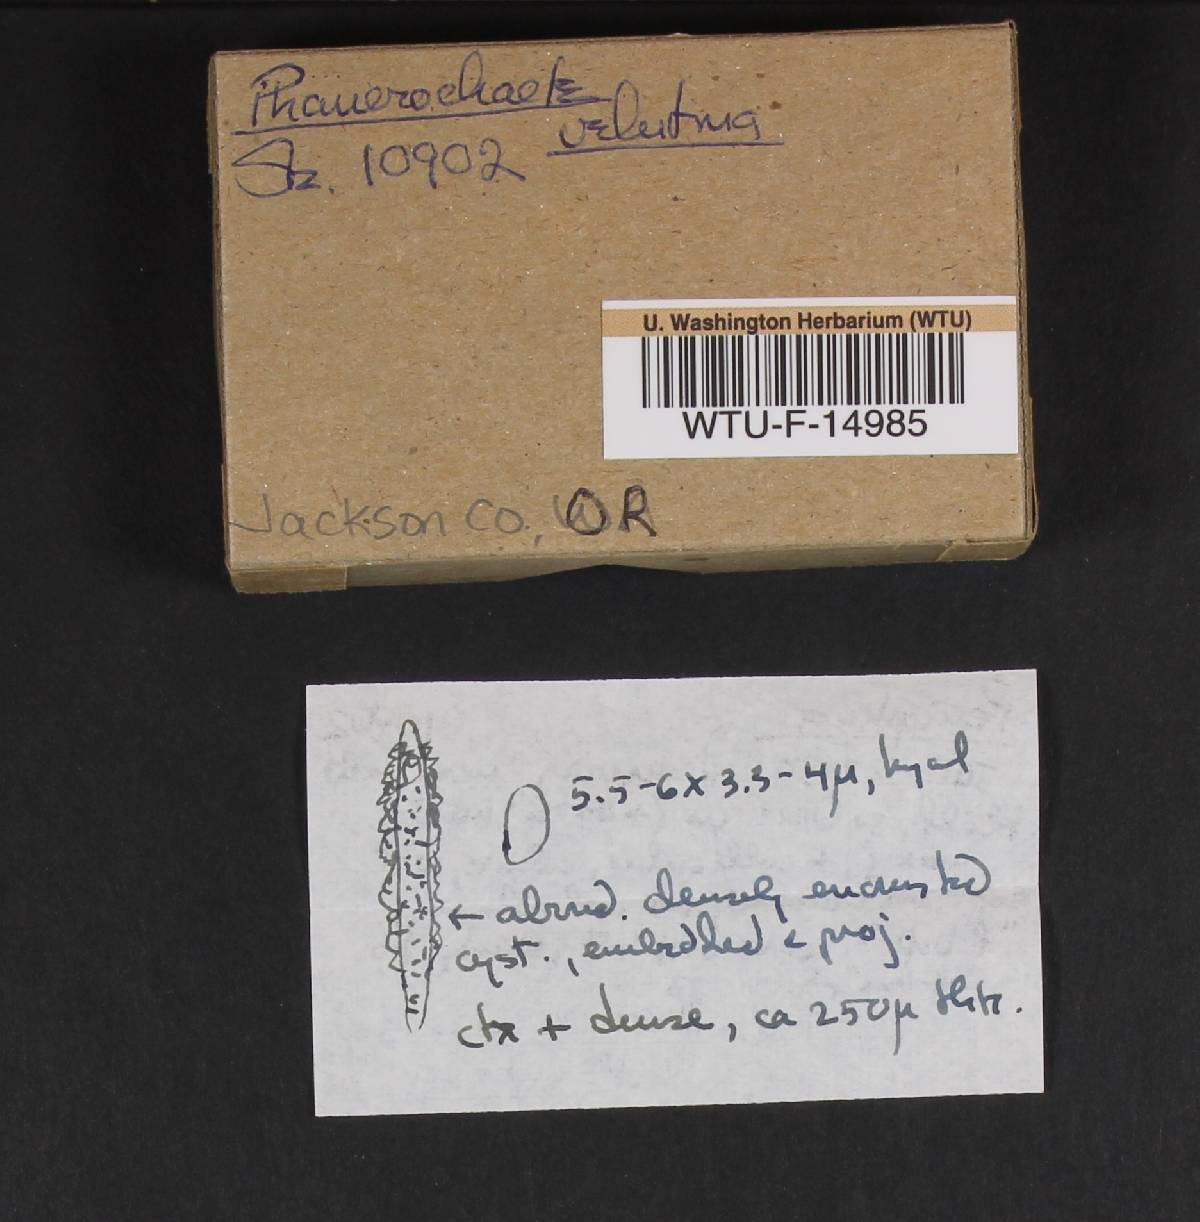 Phanerochaete
velutina
Stz. 10902
U. Washington Herbarium (WTU)
WTU-F-14985
Jackson Co., OR
5.5-6 x 3.3-4µ, hyal
← abund. densely encrusted
cyst., embedded & proj.
ctx + dense, ca 250µ thk.